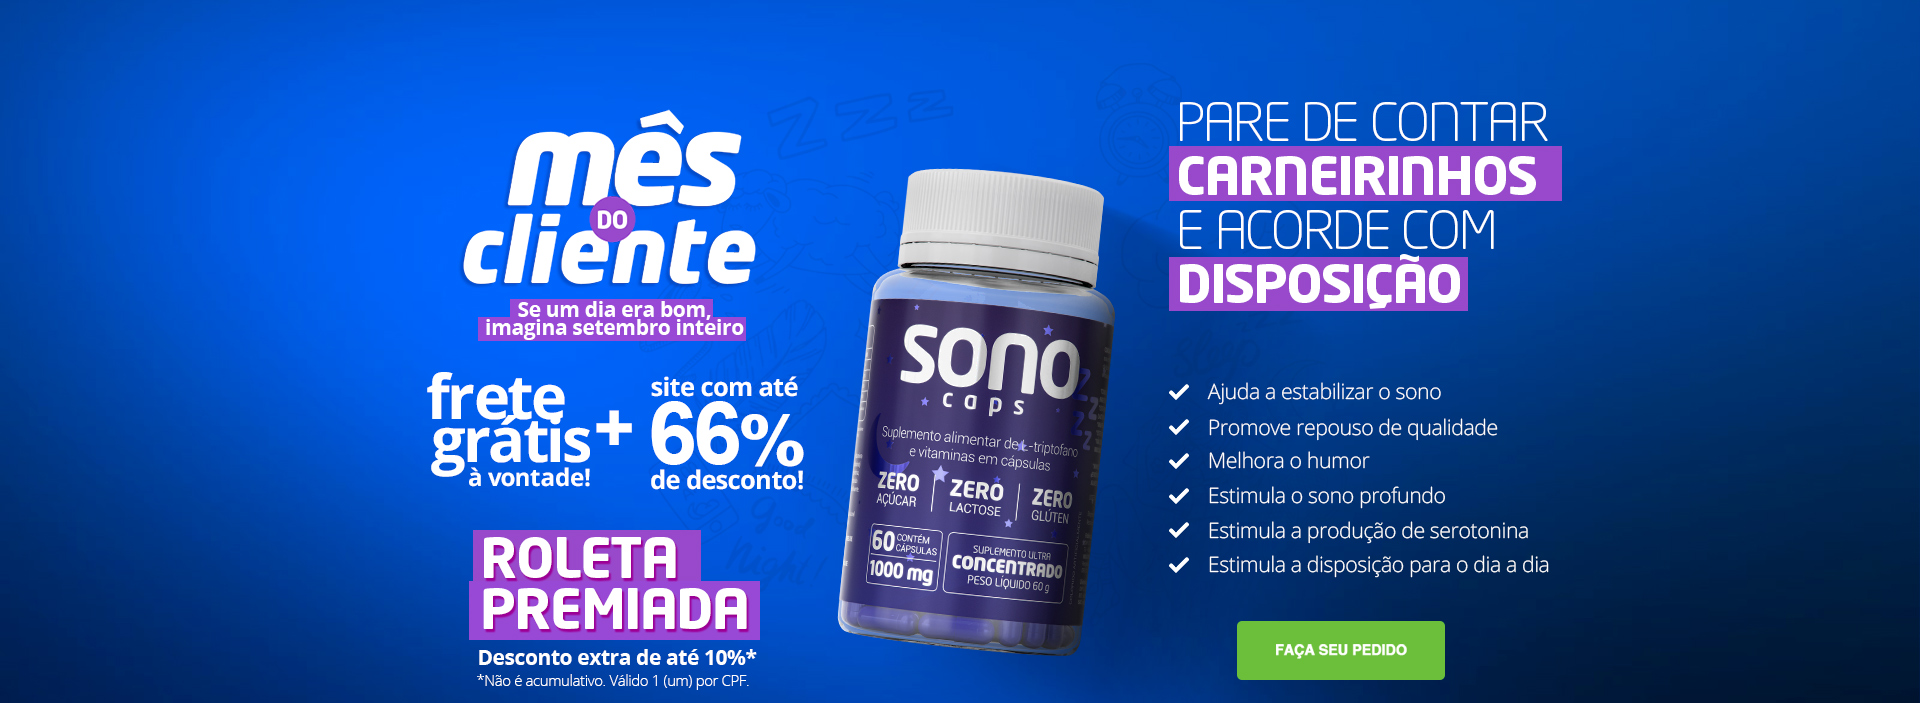 mês
DO
cliente
Se um dia era bom,
imagina setembro inteiro
frete
grátis
à vontade!
+
site com até
66%
de desconto!
ROLETA
PREMIADA
Desconto extra de até 10%*
*Não é acumulativo. Válido 1 (um) por CPF.
zzz
Good
Night!
sono
caps
Suplemento alimentar de L-triptofano
e vitaminas em cápsulas
ZERO
AÇÚCAR
ZERO
LACTOSE
ZERO
GLÚTEN
60 CONTÉM
CÁPSULAS
1000 mg
SUPLEMENTO ULTRA
CONCENTRADO
PESO LÍQUIDO 60 g
PARE DE CONTAR
CARNEIRINHOS
E ACORDE COM
DISPOSIÇÃO
Ajuda a estabilizar o sono
Promove repouso de qualidade
Melhora o humor
Estimula o sono profundo
Estimula a produção de serotonina
Estimula a disposição para o dia a dia
FAÇA SEU PEDIDO